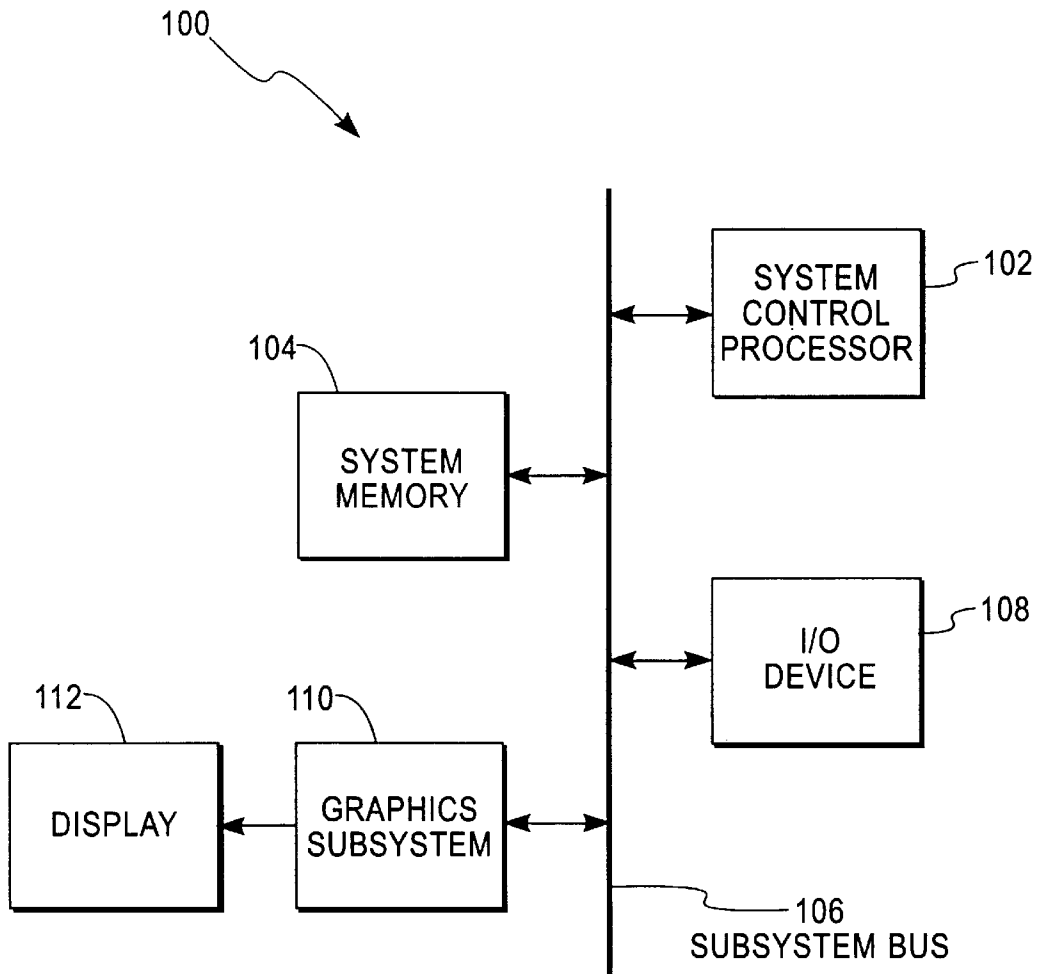 100
102
SYSTEM
CONTROL
PROCESSOR
104
SYSTEM
MEMORY
108
I/O
DEVICE
112
110
DISPLAY
GRAPHICS
SUBSYSTEM
106
SUBSYSTEM BUS